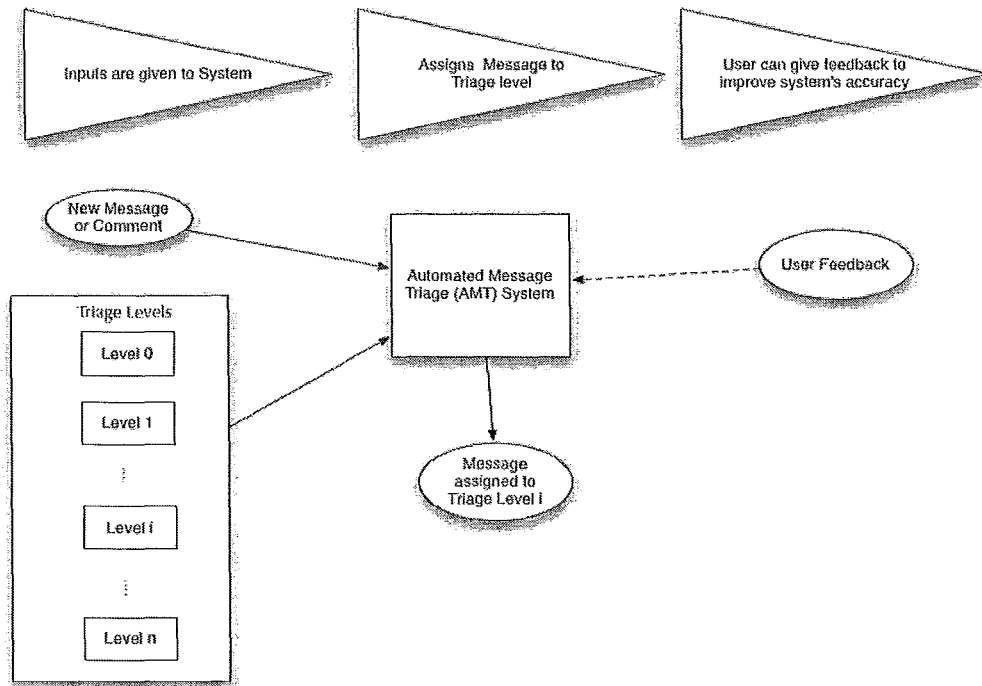 Inputs are given to System
Assigns Message to
Triage level
User can give feedback to
improve system's accuracy
New Message
or Comment
Automated Message
Triage (AMT) System
User Feedback
Triage Levels
Level 0
Level 1
Level i
Level n
Message
assigned to
Triage Level i